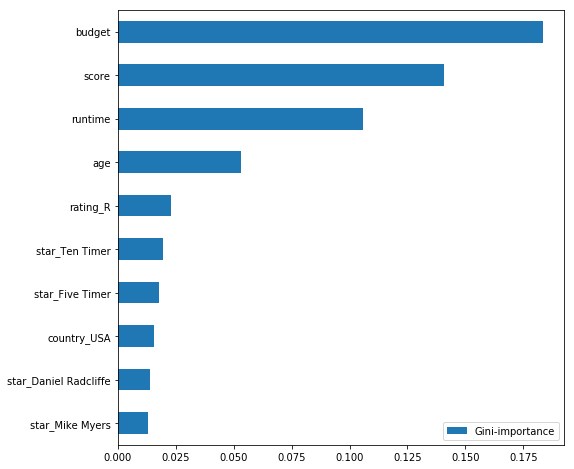 budget
score
runtime
age
rating_R
star_Ten Timer
star_Five Timer
country_USA
star_Daniel Radcliffe
star_Mike Myers
Gini-importance
0.000 0.025 0.050 0.075 0.100 0.125 0.150 0.175